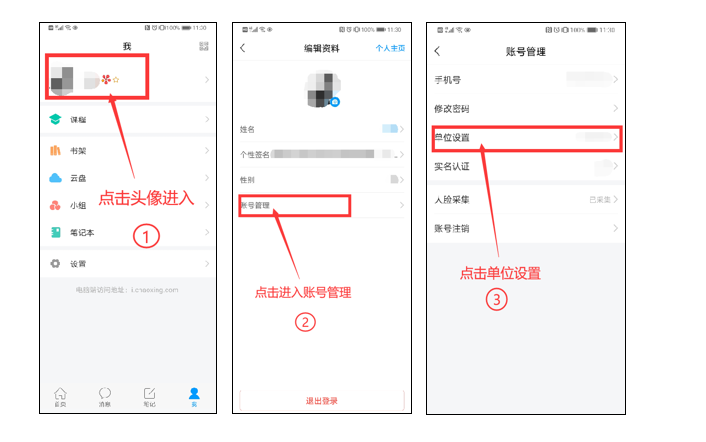 11:30
我
课程
书架
云盘
点击头像进入
小组
①
笔记本
设置
电脑端访问地址：i.chaoxing.com
首页
消息
笔记
我
100% 11:30
编辑资料
个人主页
姓名
个性签名
性别
账号管理
点击进入账号管理
②
退出登录
100% 11:30
账号管理
手机号
修改密码
单位设置
实名认证
人脸采集
已采集
账号注销
点击单位设置
③